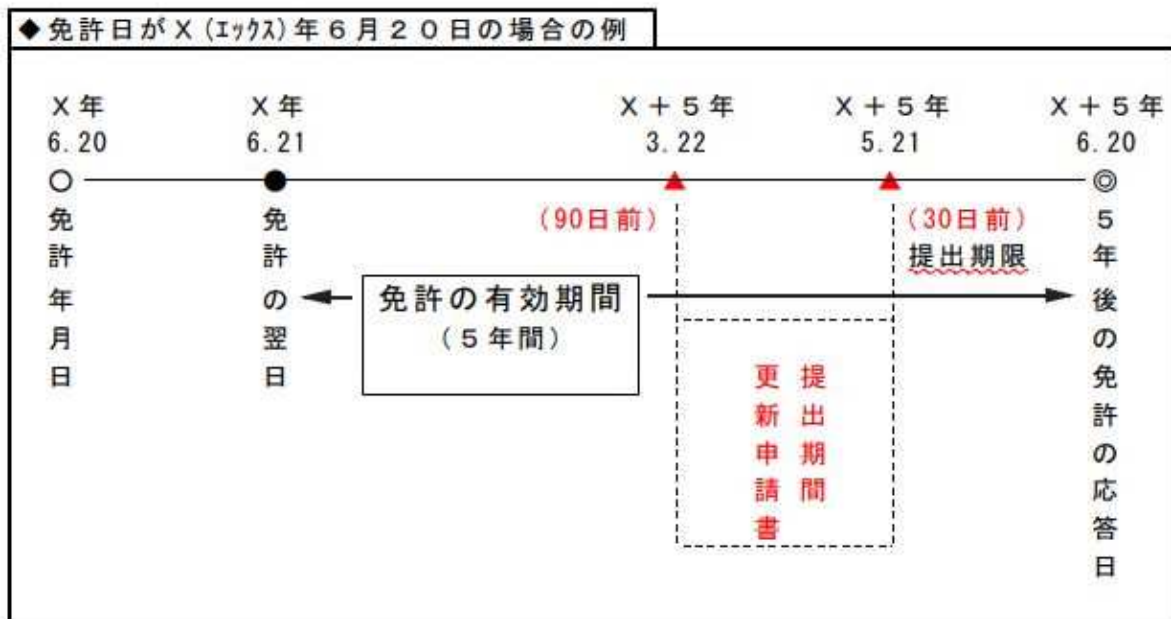 ◆免許日がX(エックス)年6月20日の場合の例
X年
6.20
X年
6.21
X+5年
3.22
X+5年
5.21
X+5年
6.20
免許年月日
免許の翌日
(90日前)
(30日前)
提出期限
5年後の免許の応答日
免許の有効期間
(5年間)
提出期間
更新申請書